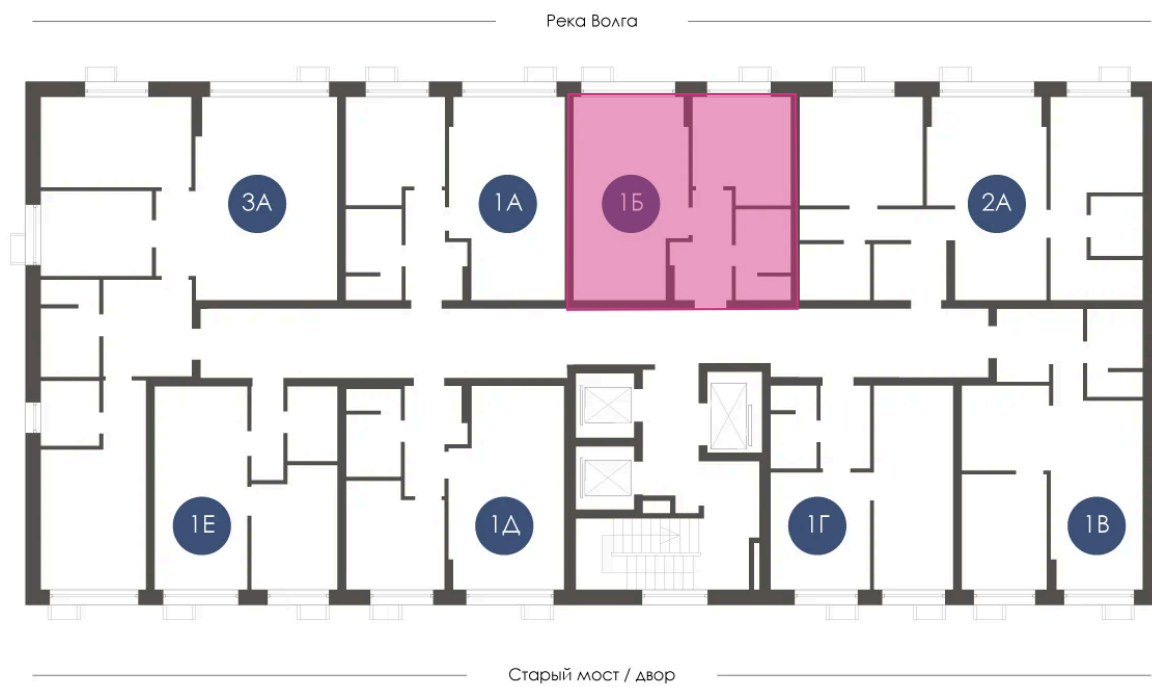 Река Волга
3А
1А
1Б
2А
1Е
1Д
1Г
1В
Старый мост / двор